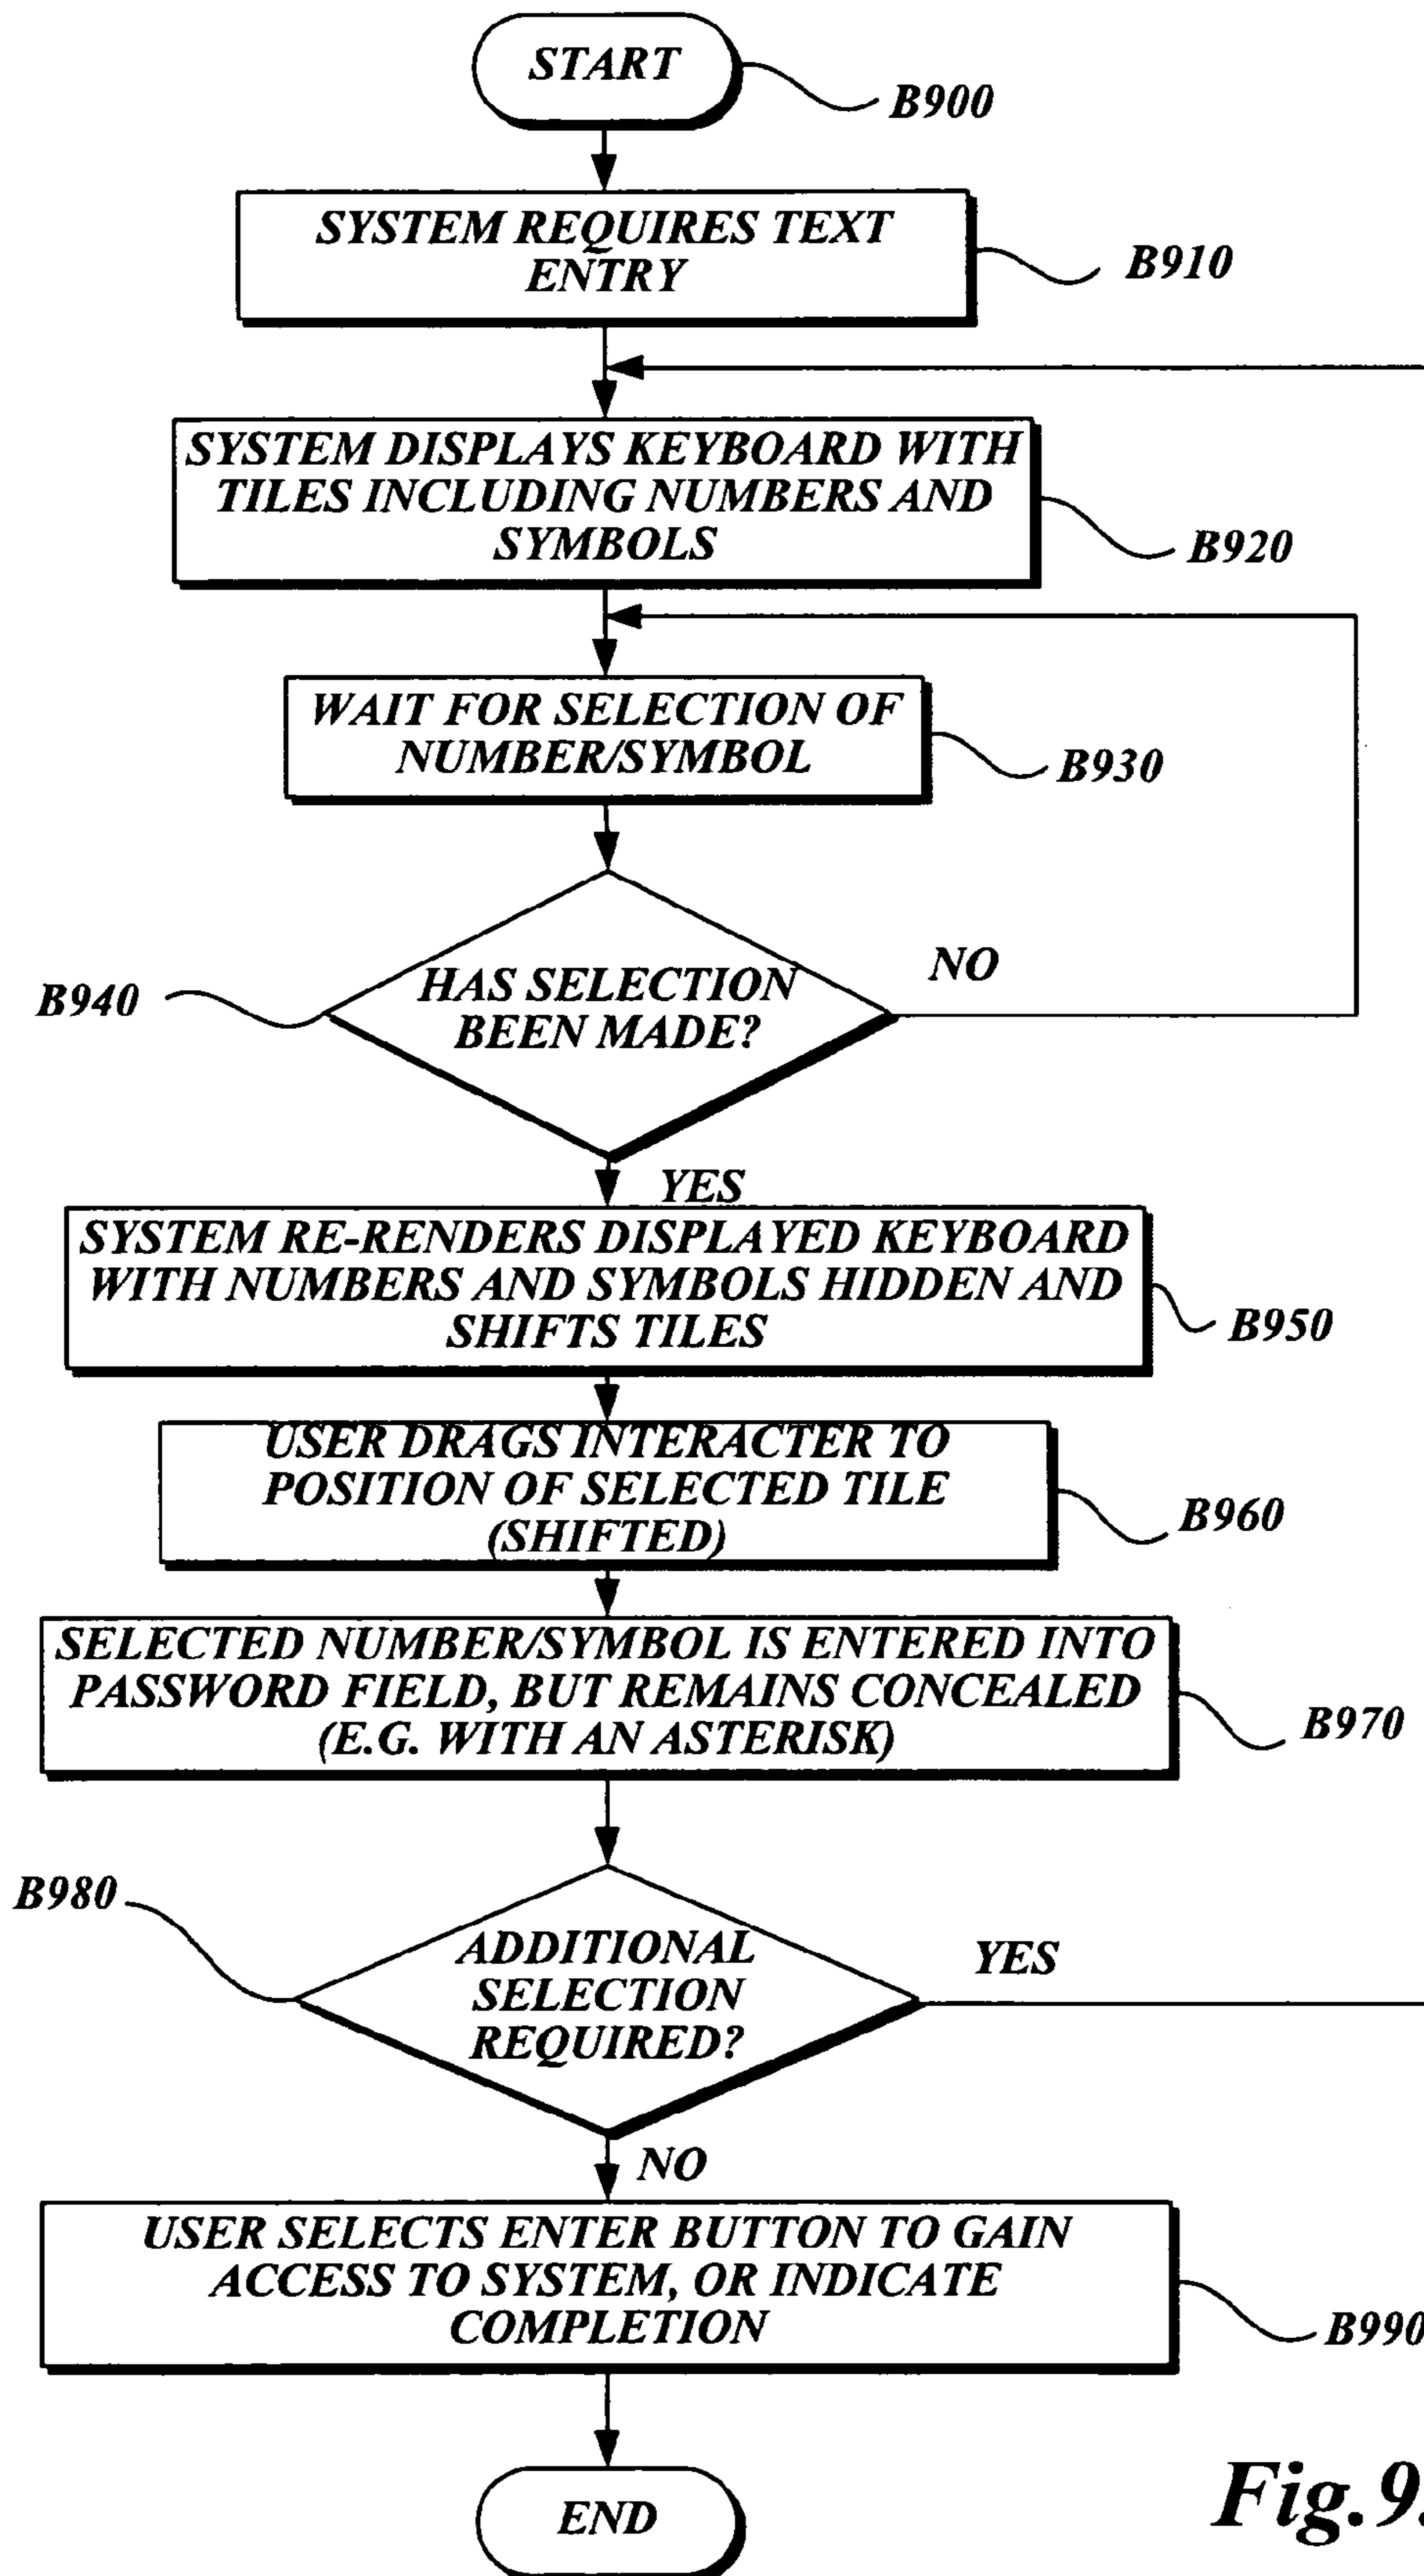 START
B900
SYSTEM REQUIRES TEXT
ENTRY
B910
SYSTEM DISPLAYS KEYBOARD WITH
TILES INCLUDING NUMBERS AND
SYMBOLS
B920
WAIT FOR SELECTION OF
NUMBER/SYMBOL
B930
HAS SELECTION
BEEN MADE?
NO
B940
YES
SYSTEM RE-RENDERS DISPLAYED KEYBOARD
WITH NUMBERS AND SYMBOLS HIDDEN AND
SHIFTS TILES
B950
USER DRAGS INTERACTER TO
POSITION OF SELECTED TILE
(SHIFTED)
B960
SELECTED NUMBER/SYMBOL IS ENTERED INTO
PASSWORD FIELD, BUT REMAINS CONCEALED
(E.G. WITH AN ASTERISK)
B970
B980
ADDITIONAL
SELECTION
REQUIRED?
YES
NO
USER SELECTS ENTER BUTTON TO GAIN
ACCESS TO SYSTEM, OR INDICATE
COMPLETION
B990
END
Fig.9.